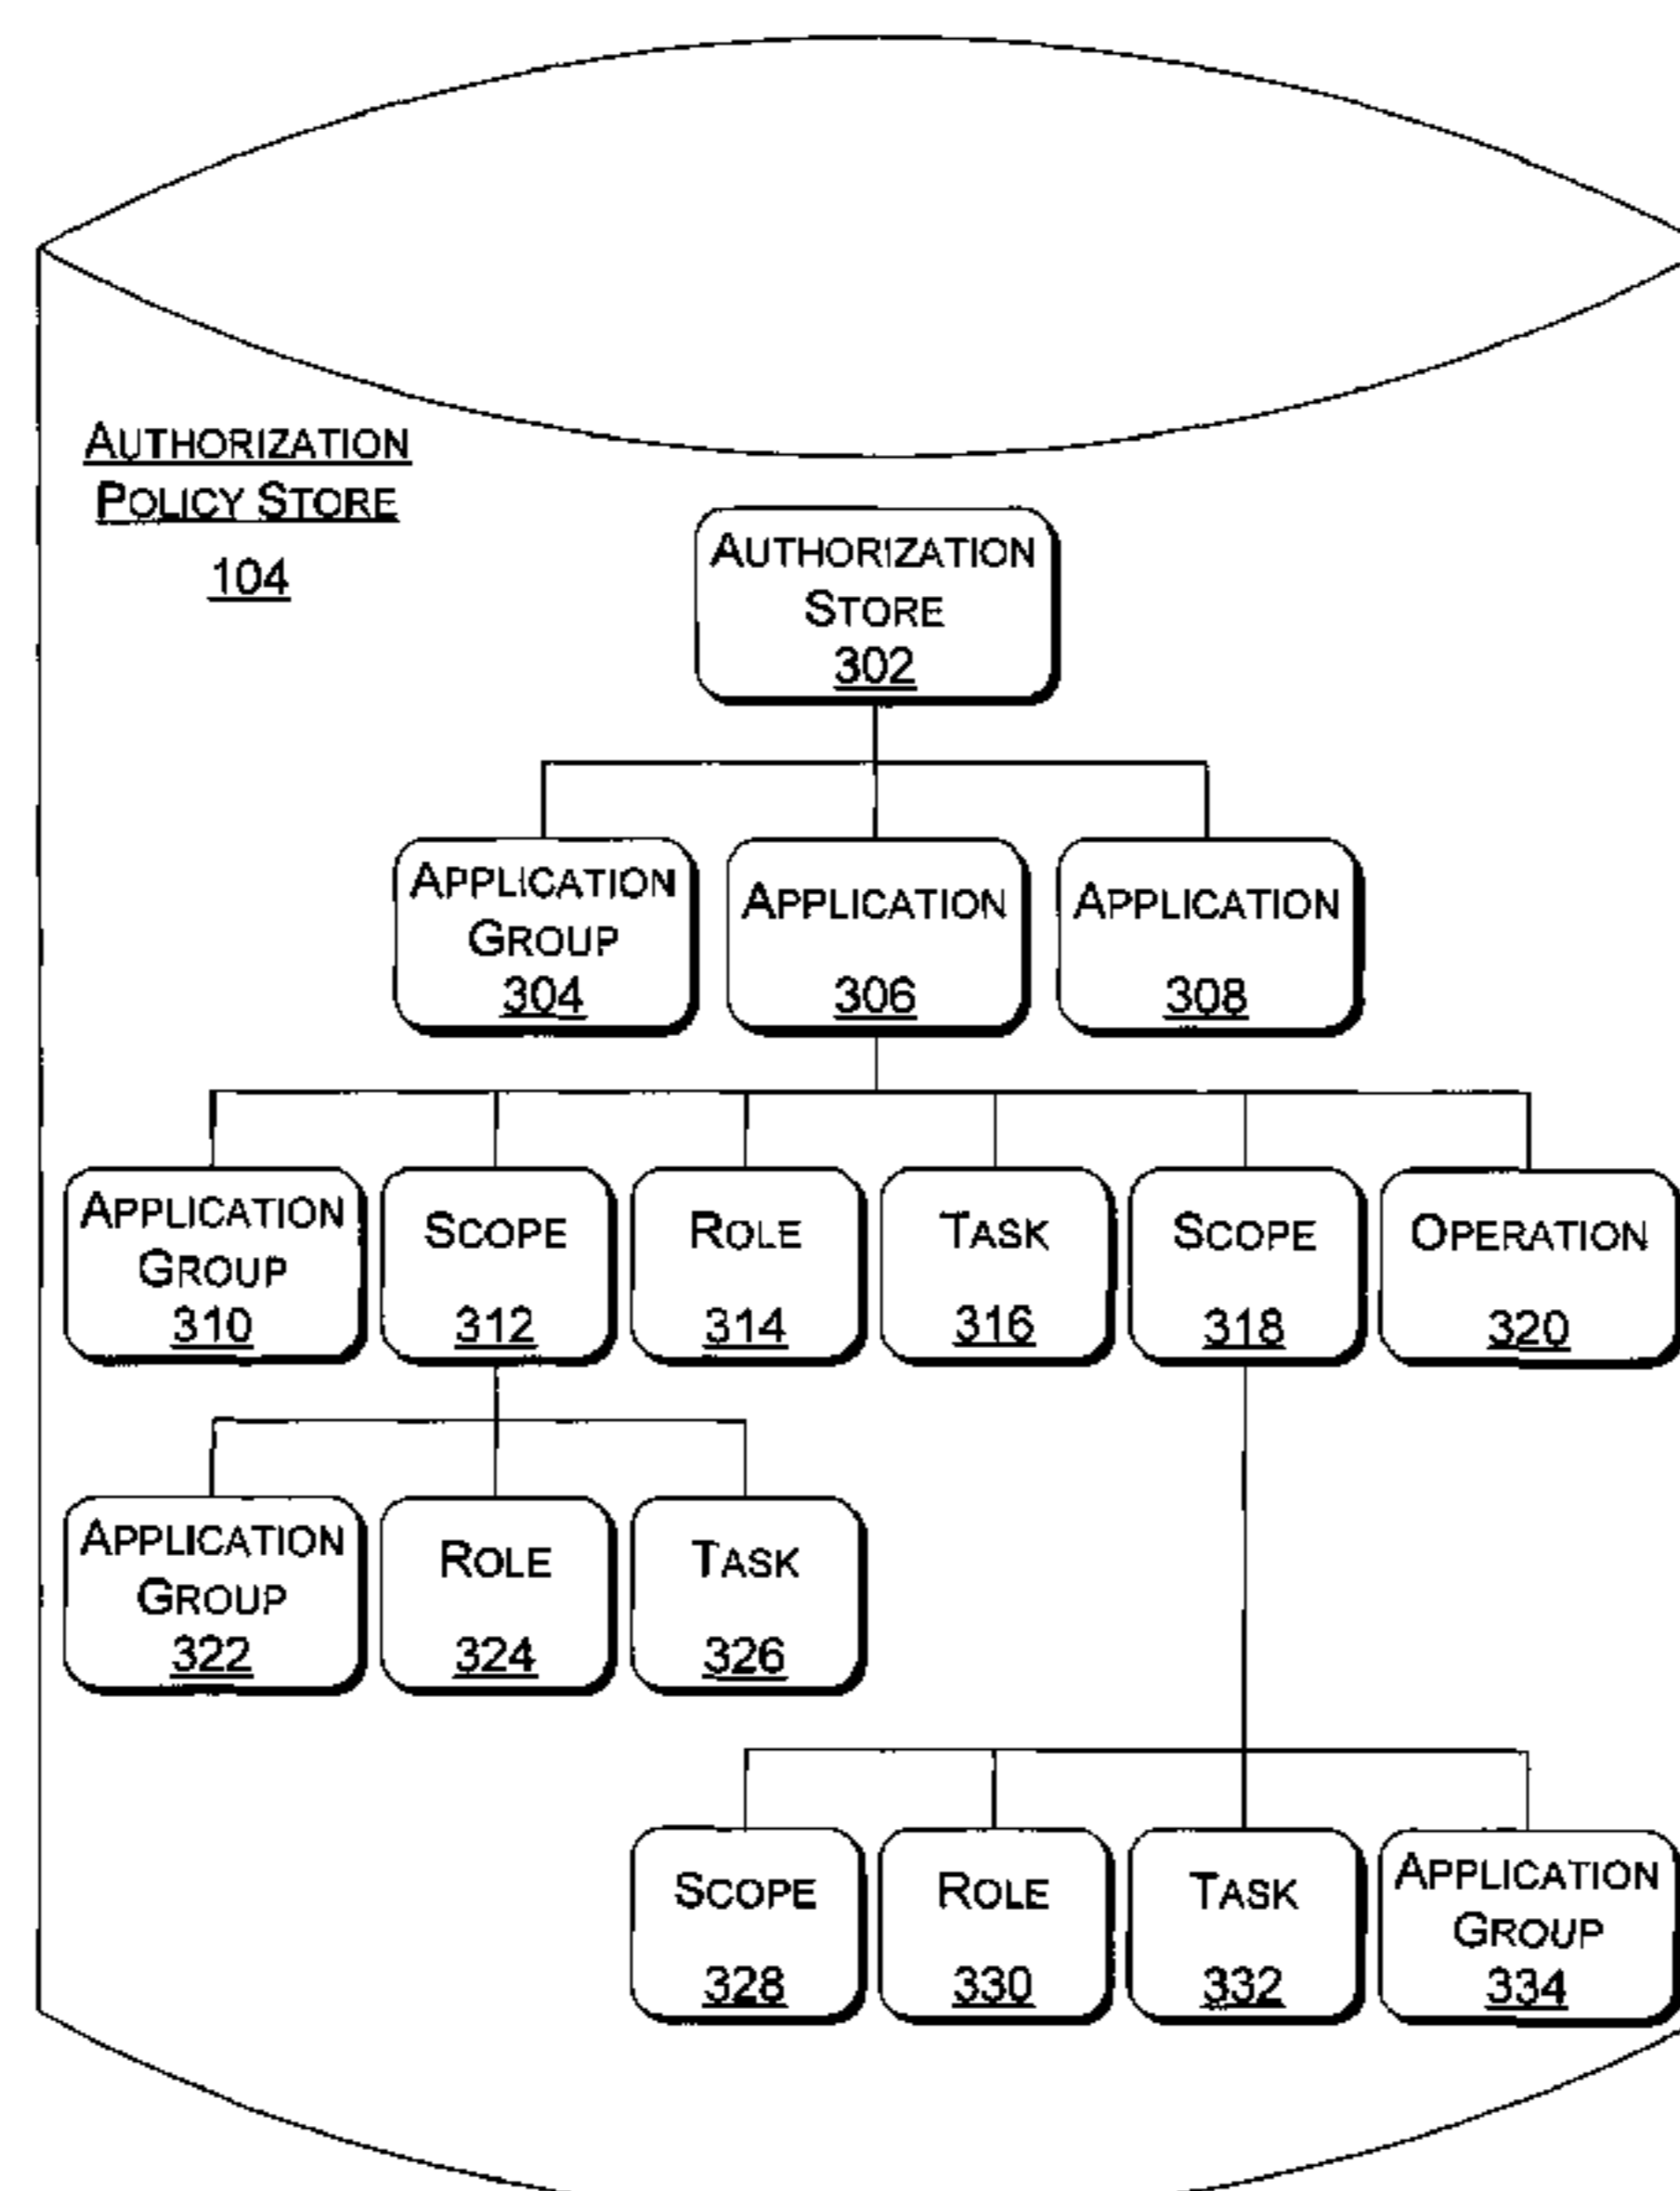 AUTHORIZATION
POLICY STORE
104
AUTHORIZATION
STORE
302
APPLICATION
GROUP
304
APPLICATION
306
APPLICATION
308
APPLICATION
GROUP
310
SCOPE
312
ROLE
314
TASK
316
SCOPE
318
OPERATION
320
APPLICATION
GROUP
322
ROLE
324
TASK
326
SCOPE
328
ROLE
330
TASK
332
APPLICATION
GROUP
334